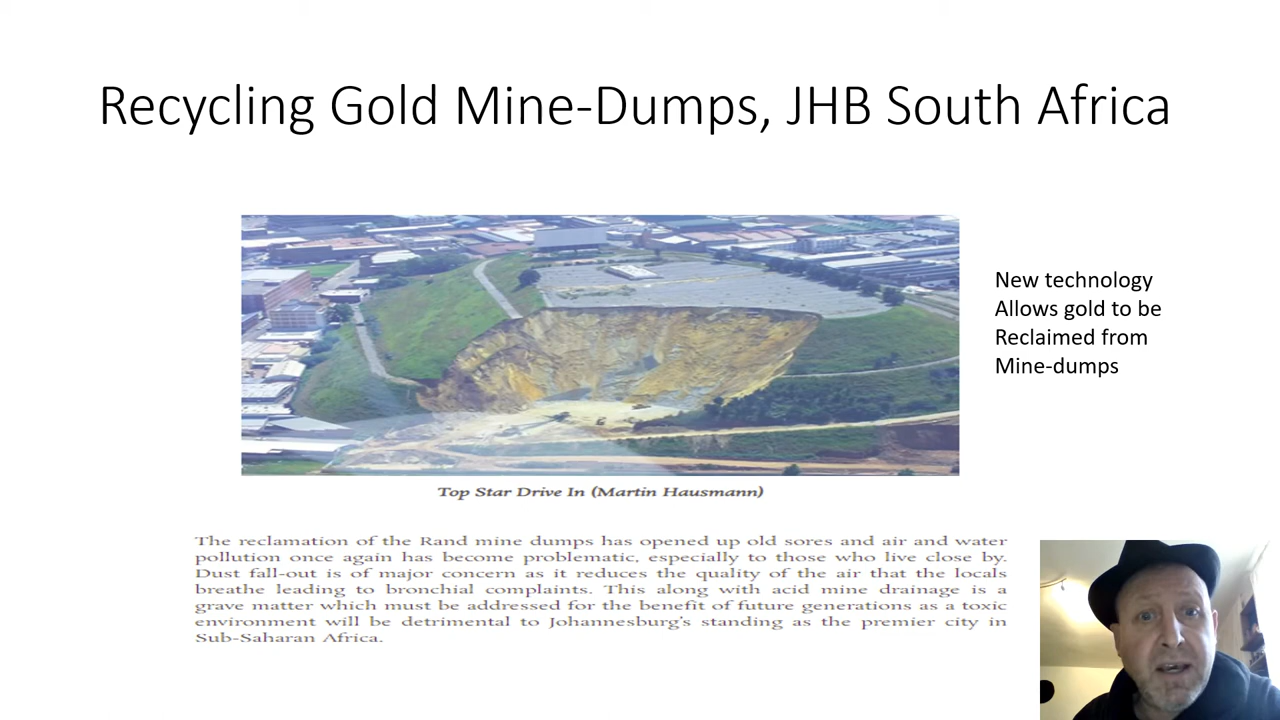 Recycling Gold Mine-Dumps, JHB South Africa
New technology
Allows gold to be
Reclaimed from
Mine-dumps
Top Star Drive In (Martin Hausmann)
The reclamation of the Rand mine dumps has opened up old sores and air and water
pollution once again has become problematic, especially to those who live close by.
Dust fall-out is of major concern as it reduces the quality of the air that the locals
breathe leading to bronchial complaints. This along with acid mine drainage is a
grave matter which must be addressed for the benefit of future generations as a toxic
environment will be detrimental to Johannesburg's standing as the premier city in
Sub-Saharan Africa.